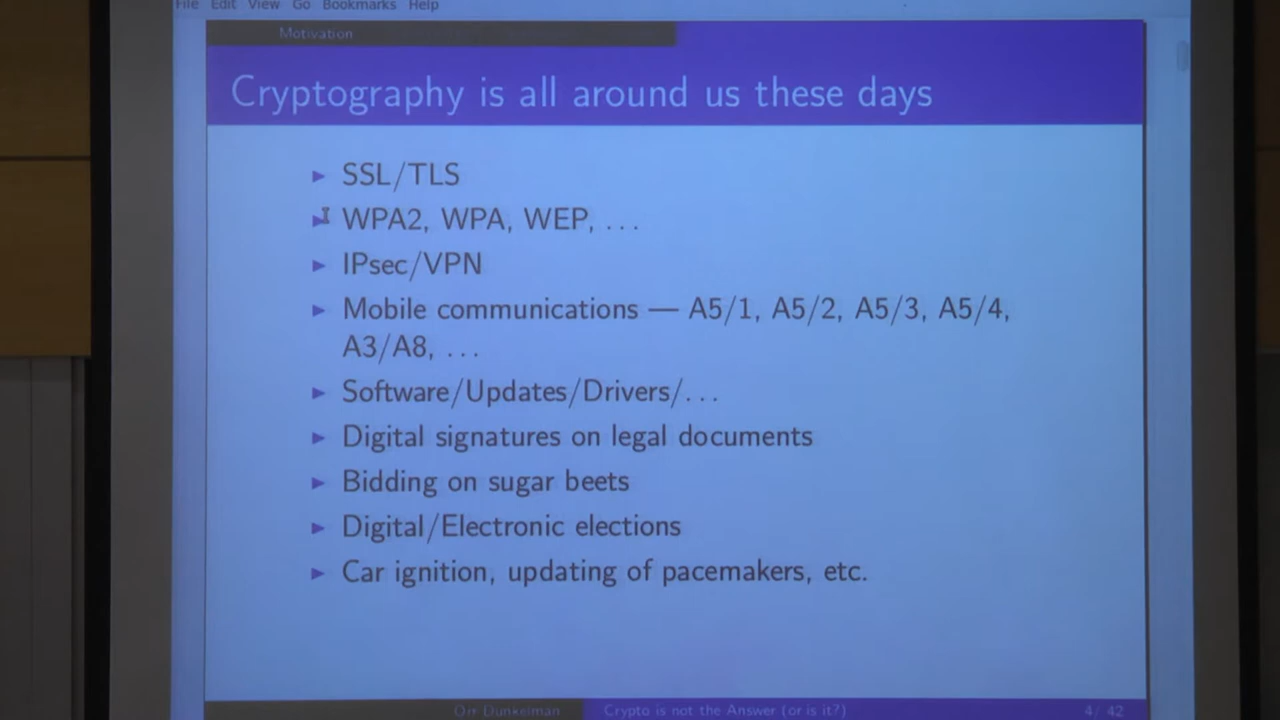 File Edit View Go Bookmarks Help
Motivation
Cryptography is all around us these days
SSL/TLS
WPA2, WPA, WEP, ...
IPsec/VPN
Mobile communications — A5/1, A5/2, A5/3, A5/4,
A3/A8, ...
Software/Updates/Drivers/...
Digital signatures on legal documents
Bidding on sugar beets
Digital/Electronic elections
Car ignition, updating of pacemakers, etc.
Orr Dunkelman Crypto is not the Answer (or is it?) 4/ 42